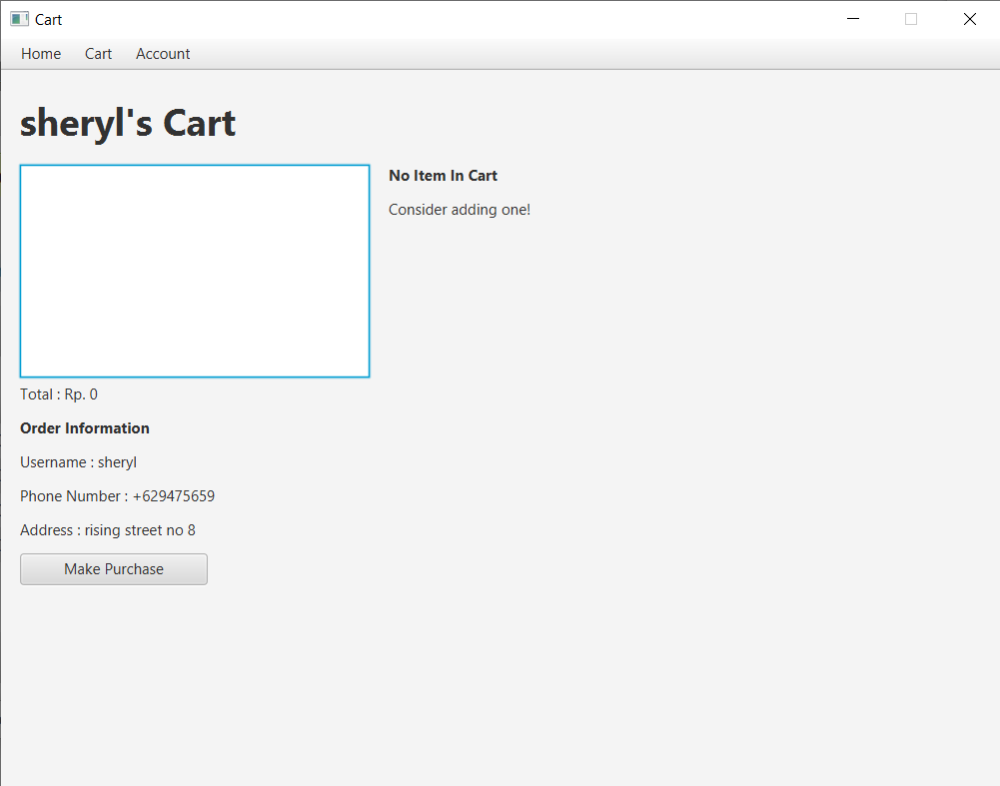 Cart
Home Cart Account
sheryl's Cart
No Item In Cart
Consider adding one!
Total : Rp. 0
Order Information
Username : sheryl
Phone Number : +629475659
Address : rising street no 8
Make Purchase